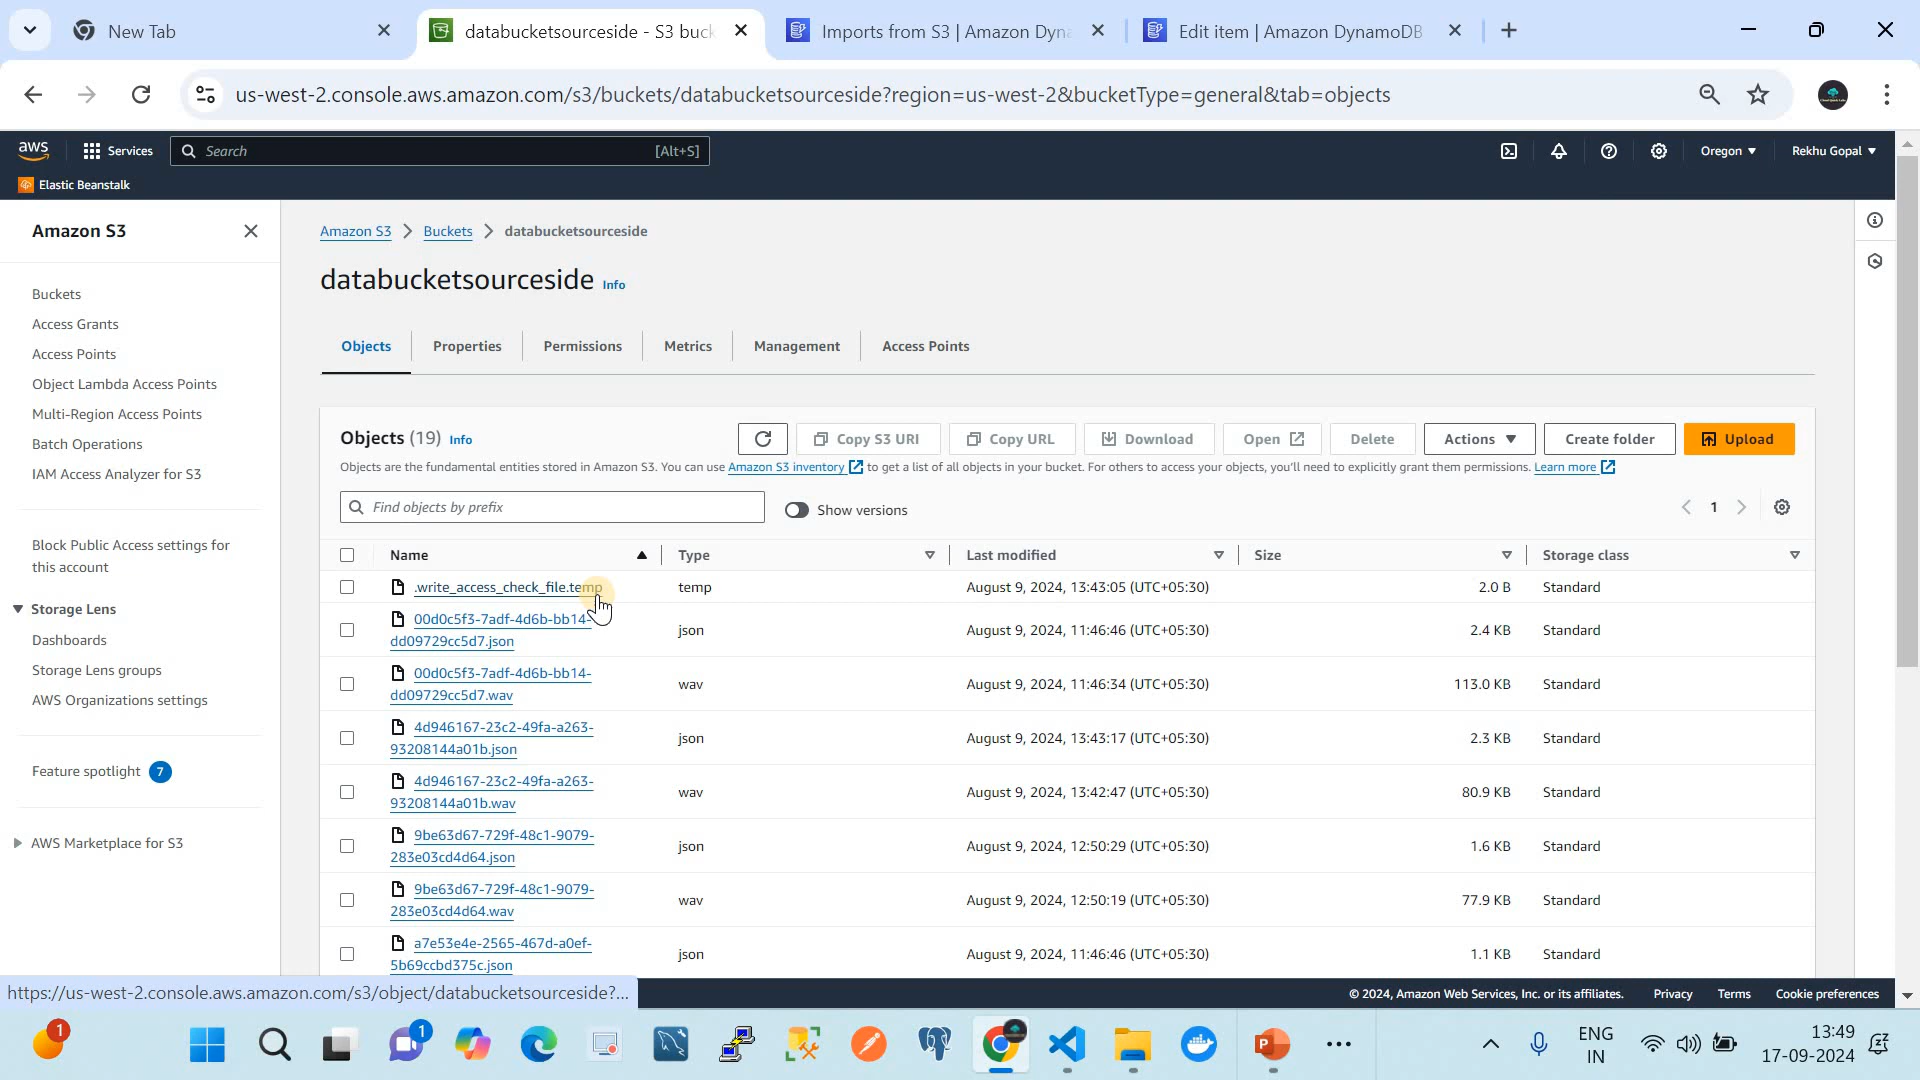 New Tab
databucketsourceside - S3 buc
Imports from S3 | Amazon Dyn
Edit item | Amazon DynamoDB
us-west-2.console.aws.amazon.com/s3/buckets/databucketsourceside?region=us-west-2&bucketType=general&tab=objects
aws
Services
Search
[Alt+S]
Oregon
Rekhu Gopal
Elastic Beanstalk
Amazon S3
Buckets
Access Grants
Access Points
Object Lambda Access Points
Multi-Region Access Points
Batch Operations
IAM Access Analyzer for S3
Block Public Access settings for
this account
Storage Lens
Dashboards
Storage Lens groups
AWS Organizations settings
Feature spotlight 7
AWS Marketplace for S3
Amazon S3 > Buckets > databucketsourceside
databucketsourceside Info
Objects
Properties
Permissions
Metrics
Management
Access Points
Objects (19) Info
Copy S3 URI
Copy URL
Download
Open
Delete
Actions
Create folder
Upload
Objects are the fundamental entities stored in Amazon S3. You can use Amazon S3 inventory to get a list of all objects in your bucket. For others to access your objects, you'll need to explicitly grant them permissions. Learn more
Find objects by prefix
Show versions
1
Name Type Last modified Size Storage class
.write_access_check_file.temp temp August 9, 2024, 13:43:05 (UTC+05:30) 2.0 B Standard
00d0c5f3-7adf-4d6b-bb14-
dd09729cc5d7.json json August 9, 2024, 11:46:46 (UTC+05:30) 2.4 KB Standard
00d0c5f3-7adf-4d6b-bb14-
dd09729cc5d7.wav wav August 9, 2024, 11:46:34 (UTC+05:30) 113.0 KB Standard
4d946167-23c2-49fa-a263-
93208144a01b.json json August 9, 2024, 13:43:17 (UTC+05:30) 2.3 KB Standard
4d946167-23c2-49fa-a263-
93208144a01b.wav wav August 9, 2024, 13:42:47 (UTC+05:30) 80.9 KB Standard
9be63d67-729f-48c1-9079-
283e03cd4d64.json json August 9, 2024, 12:50:29 (UTC+05:30) 1.6 KB Standard
9be63d67-729f-48c1-9079-
283e03cd4d64.wav wav August 9, 2024, 12:50:19 (UTC+05:30) 77.9 KB Standard
a7e53e4e-2565-467d-a0ef-
5b69ccbd375c.json json August 9, 2024, 11:46:46 (UTC+05:30) 1.1 KB Standard
https://us-west-2.console.aws.amazon.com/s3/object/databucketsourceside?...
© 2024, Amazon Web Services, Inc. or its affiliates.
Privacy
Terms
Cookie preferences
1
1
ENG
IN
13:49
17-09-2024